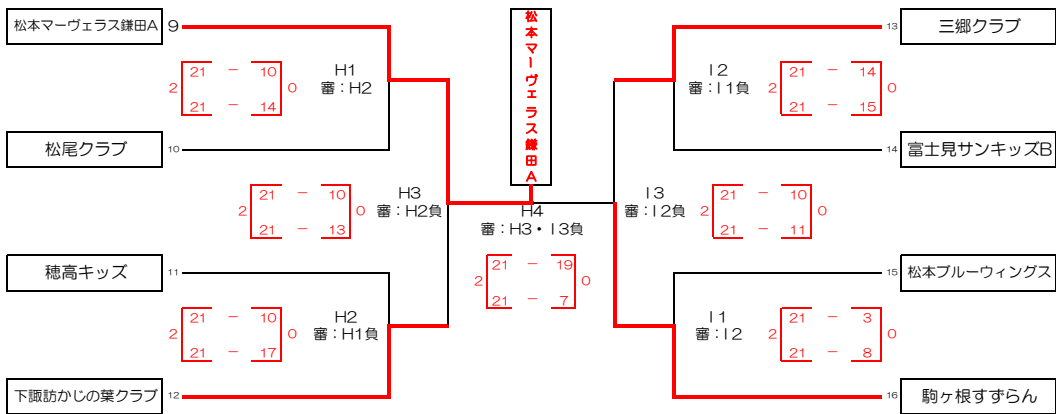 松本マーヴェラス鎌田A 9
松本マーヴェラス鎌田A
13 三郷クラブ
21 － 10
2 0
21 － 14
H1
審：H2
I2
審：I1負
21 － 14
2 0
21 － 15
松尾クラブ 10
14 富士見サンキッズB
21 － 10
2 0
21 － 13
H3
審：H2負
H4
審：H3・I3負
I3
審：I2負
21 － 10
2 0
21 － 11
21 － 19
2 0
21 － 7
穂高キッズ 11
15 松本ブルーウィングス
21 － 10
2 0
21 － 17
H2
審：H1負
I1
審：I2
21 － 3
2 0
21 － 8
下諏訪かじの葉クラブ 12
16 駒ヶ根すずらん